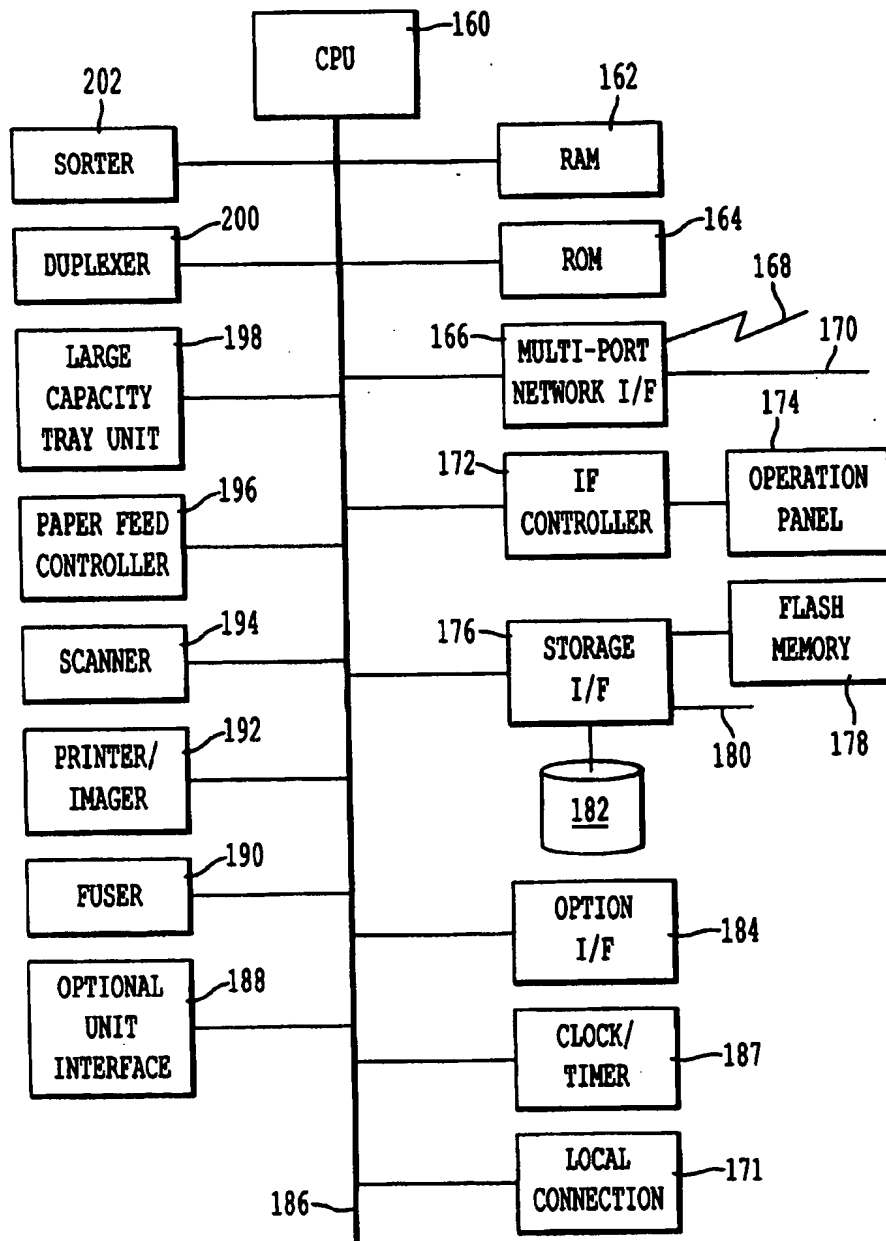 160
CPU
202
SORTER
162
RAM
200
DUPLEXER
164
ROM
168
198
LARGE
CAPACITY
TRAY UNIT
166
MULTI-PORT
NETWORK I/F
170
174
196
PAPER FEED
CONTROLLER
172
IF
CONTROLLER
OPERATION
PANEL
194
SCANNER
176
STORAGE
I/F
FLASH
MEMORY
180
178
192
PRINTER/
IMAGER
182
190
FUSER
OPTION
I/F
184
188
OPTIONAL
UNIT
INTERFACE
CLOCK/
TIMER
187
LOCAL
CONNECTION
171
186